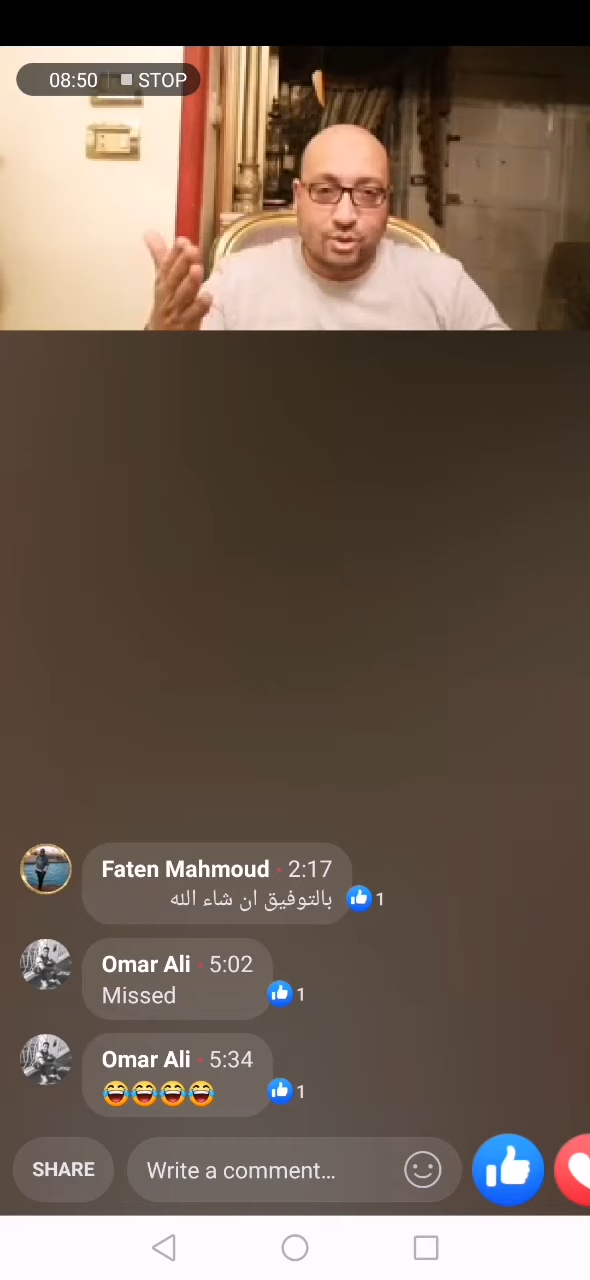 08:50 STOP
Faten Mahmoud • 2:17
بالتوفيق ان شاء الله
1
Omar Ali • 5:02
Missed
1
Omar Ali • 5:34
😂😂😂😂
1
SHARE
Write a comment...